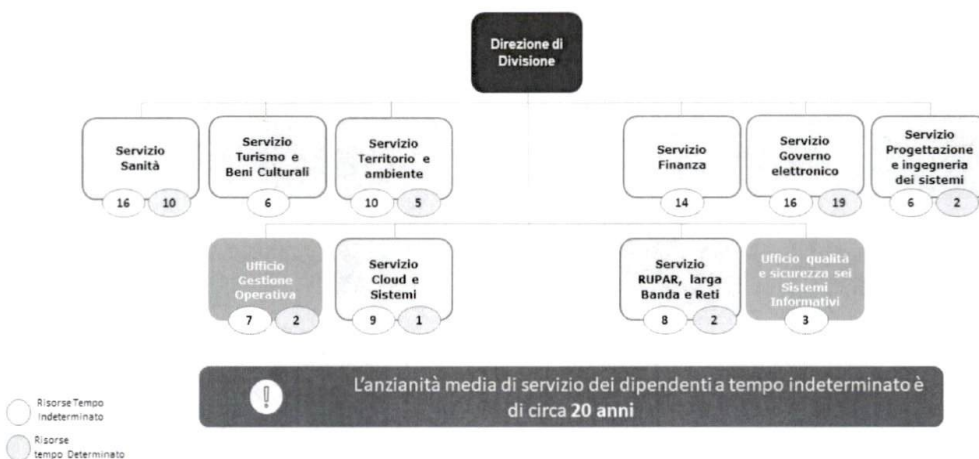 Direzione di
Divisione
Servizio
Sanità
16
10
Servizio
Turismo e
Beni Culturali
6
Servizio
Territorio e
ambiente
10
5
Servizio
Finanza
14
Servizio
Governo
elettronico
16
19
Servizio
Progettazione
e ingegneria
dei sistemi
6
2
Ufficio
Gestione
Operativa
7
2
Servizio
Cloud e
Sistemi
9
1
Servizio
RUPAR, larga
Banda e Reti
8
2
Ufficio qualità
e sicurezza sei
Sistemi
Informativi
3
!
L'anzianità media di servizio dei dipendenti a tempo indeterminato è
di circa 20 anni
Risorse Tempo
Indeterminato
Risorse
tempo Determinato